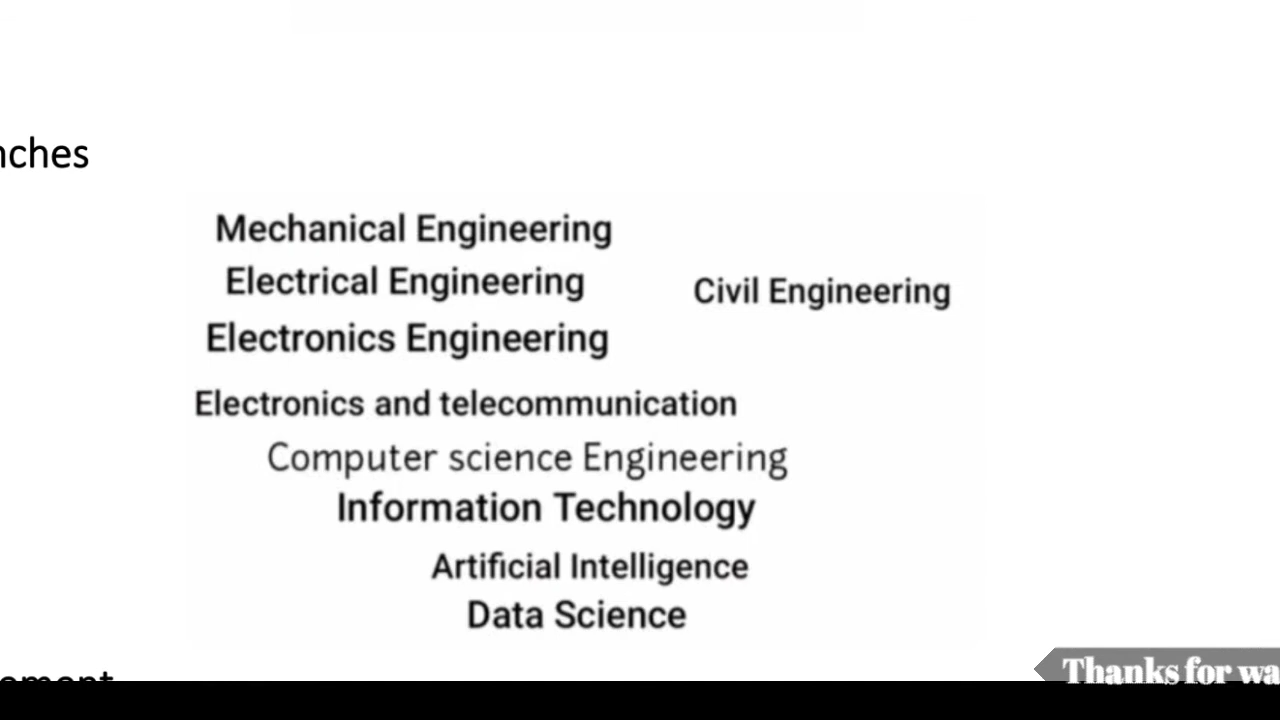 nches
Mechanical Engineering
Electrical Engineering
Civil Engineering
Electronics Engineering
Electronics and telecommunication
Computer science Engineering
Information Technology
Artificial Intelligence
Data Science
Thanks for wa